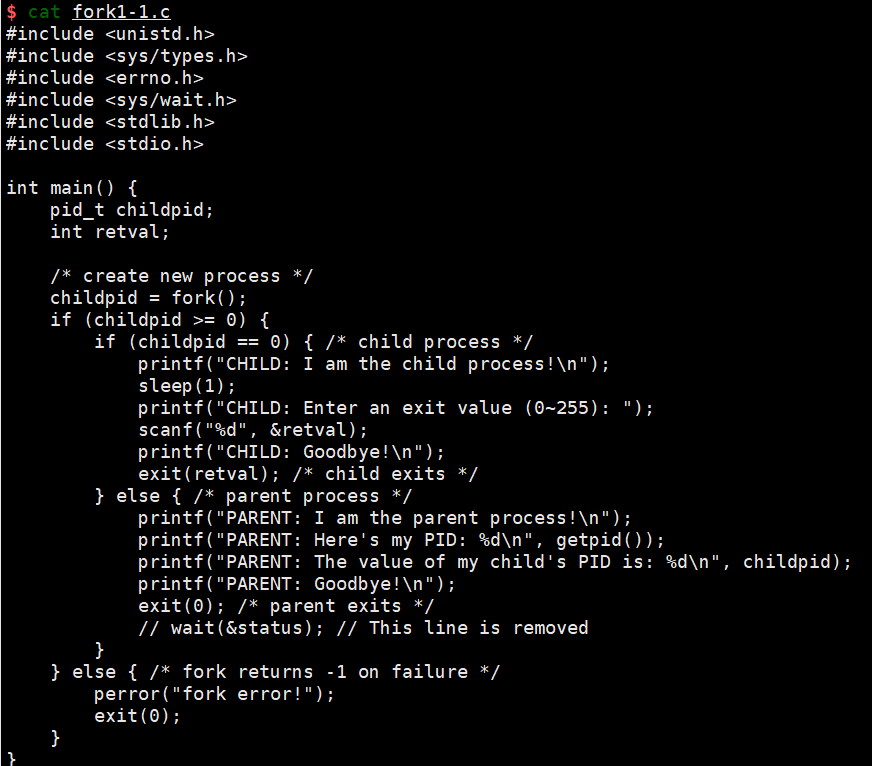 $ cat fork1-1.c
#include <unistd.h>
#include <sys/types.h>
#include <errno.h>
#include <sys/wait.h>
#include <stdlib.h>
#include <stdio.h>

int main() {
    pid_t childpid;
    int retval;

    /* create new process */
    childpid = fork();
    if (childpid >= 0) {
        if (childpid == 0) { /* child process */
            printf("CHILD: I am the child process!\n");
            sleep(1);
            printf("CHILD: Enter an exit value (0~255): ");
            scanf("%d", &retval);
            printf("CHILD: Goodbye!\n");
            exit(retval); /* child exits */
        } else { /* parent process */
            printf("PARENT: I am the parent process!\n");
            printf("PARENT: Here's my PID: %d\n", getpid());
            printf("PARENT: The value of my child's PID is: %d\n", childpid);
            printf("PARENT: Goodbye!\n");
            exit(0); /* parent exits */
            // wait(&status); // This line is removed
        }
    } else { /* fork returns -1 on failure */
        perror("fork error!");
        exit(0);
    }
}